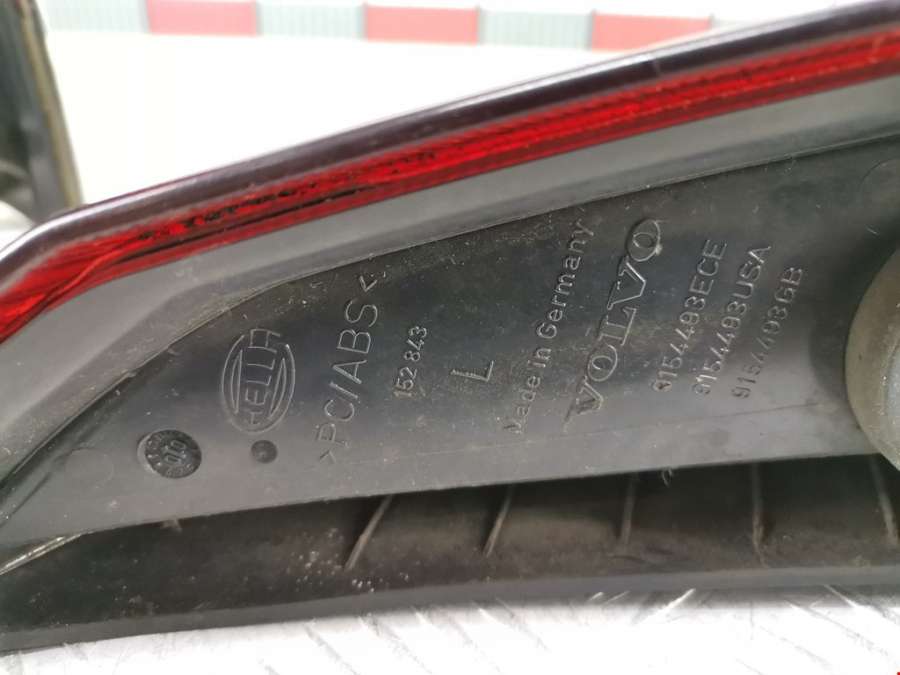 HELLA
>PC/ABS<
152 843
L
Made in Germany
VOLVO
9154493ECE
9154493USA
9154493GB